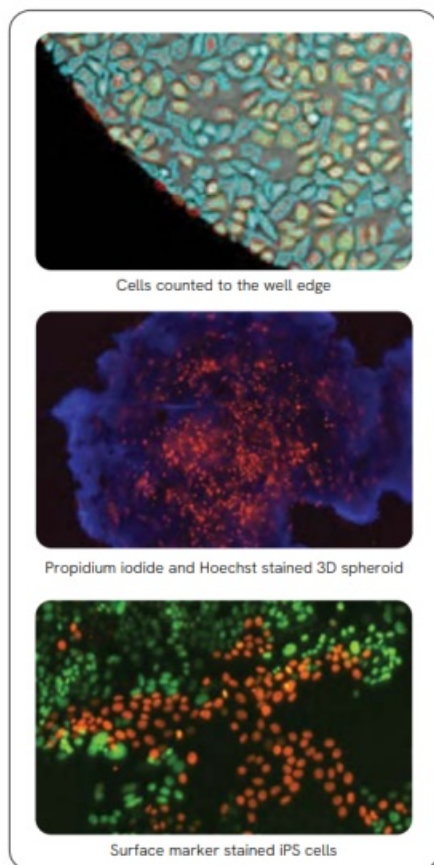 Cells counted to the well edge
Propidium iodide and Hoechst stained 3D spheroid
Surface marker stained iPS cells